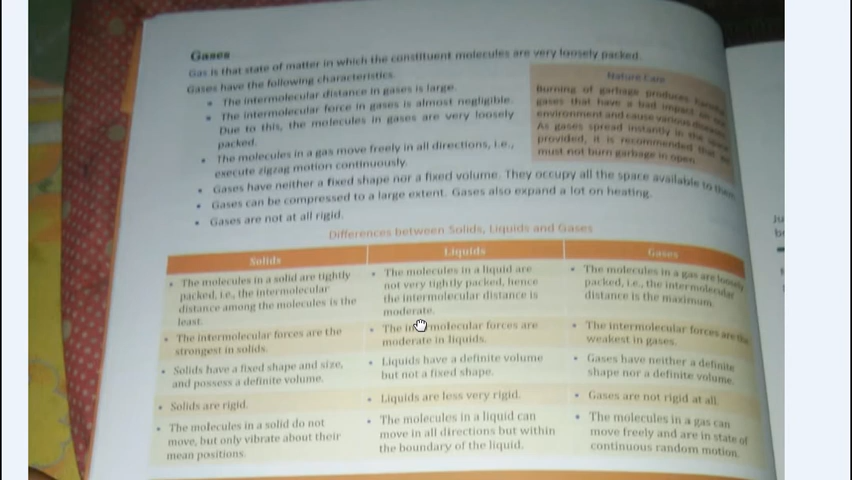 Gases
Gas is that state of matter in which the constituent molecules are very loosely packed.
Gases have the following characteristics.
• The intermolecular distance in gases is large.
• The intermolecular force in gases is almost negligible.
Due to this, the molecules in gases are very loosely
packed.
• The molecules in a gas move freely in all directions, i.e.,
execute zigzag motion continuously.
• Gases have neither a fixed shape nor a fixed volume. They occupy all the space available to them.
• Gases can be compressed to a large extent. Gases also expand a lot on heating.
• Gases are not at all rigid.
Nature Care
Burning of garbage produces harmful
gases that have a bad impact on our
environment and cause various diseases.
As gases spread instantly in the space
provided, it is recommended that we
must not burn garbage in open.
Differences between Solids, Liquids and Gases
Solids
Liquids
Gases
• The molecules in a solid are tightly
packed, i.e., the intermolecular
distance among the molecules is the
least.
• The molecules in a liquid are
not very tightly packed, hence
the intermolecular distance is
moderate.
• The molecules in a gas are loosely
packed, i.e., the intermolecular
distance is the maximum.
• The intermolecular forces are the
strongest in solids.
• The intermolecular forces are
moderate in liquids.
• The intermolecular forces are the
weakest in gases.
• Solids have a fixed shape and size,
and possess a definite volume.
• Liquids have a definite volume
but not a fixed shape.
• Gases have neither a definite
shape nor a definite volume.
• Solids are rigid.
• Liquids are less very rigid.
• Gases are not rigid at all.
• The molecules in a solid do not
move, but only vibrate about their
mean positions.
• The molecules in a liquid can
move in all directions but within
the boundary of the liquid.
• The molecules in a gas can
move freely and are in state of
continuous random motion.